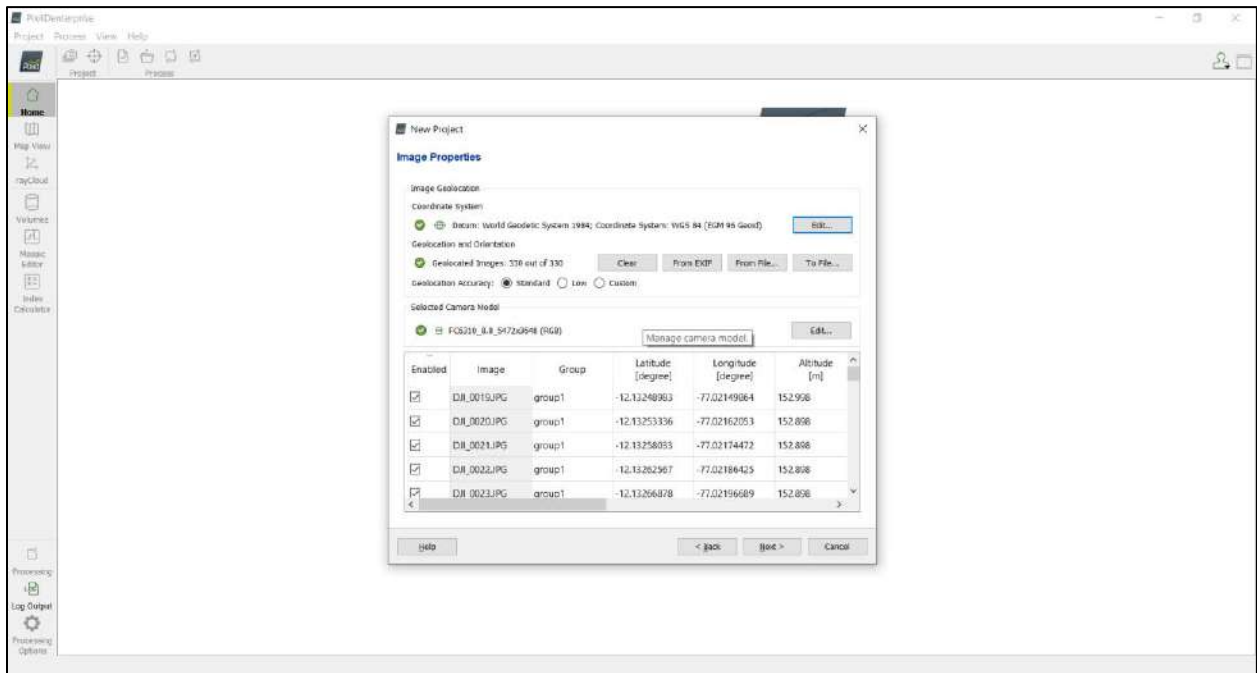 Project Process View Help
Project Process
Home
Map View
rayCloud
Volumes
Mosaic
Editor
Index
Calculator
Processing
Log Output
Processing
Options
New Project
Image Properties
Image Geolocation
Coordinate System
Datum: World Geodetic System 1984; Coordinate System: WGS 84 (EGM 96 Geoid) Edit...
Geolocation and Orientation
Geolocated Images: 330 out of 330 Clear From EXIF From File... To File...
Geolocation Accuracy: Standard Low Custom
Selected Camera Model
FC6310_8.8_5472x3648 (RGB) Edit...
Manage camera model.
Enabled Image Group Latitude [degree] Longitude [degree] Altitude [m]
DJI_0019.JPG group1 -12.13248983 -77.02149864 152.998
DJI_0020.JPG group1 -12.13253336 -77.02162053 152.898
DJI_0021.JPG group1 -12.13258033 -77.02174472 152.898
DJI_0022.JPG group1 -12.13262567 -77.02186425 152.898
DJI_0023.JPG group1 -12.13266878 -77.02196689 152.898
Help < Back Next > Cancel